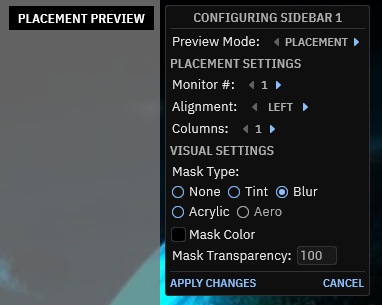 PLACEMENT PREVIEW
CONFIGURING SIDEBAR 1
Preview Mode: PLACEMENT
PLACEMENT SETTINGS
Monitor #: 1
Alignment: LEFT
Columns: 1
VISUAL SETTINGS
Mask Type:
None Tint Blur
Acrylic Aero
Mask Color
Mask Transparency: 100
APPLY CHANGES CANCEL